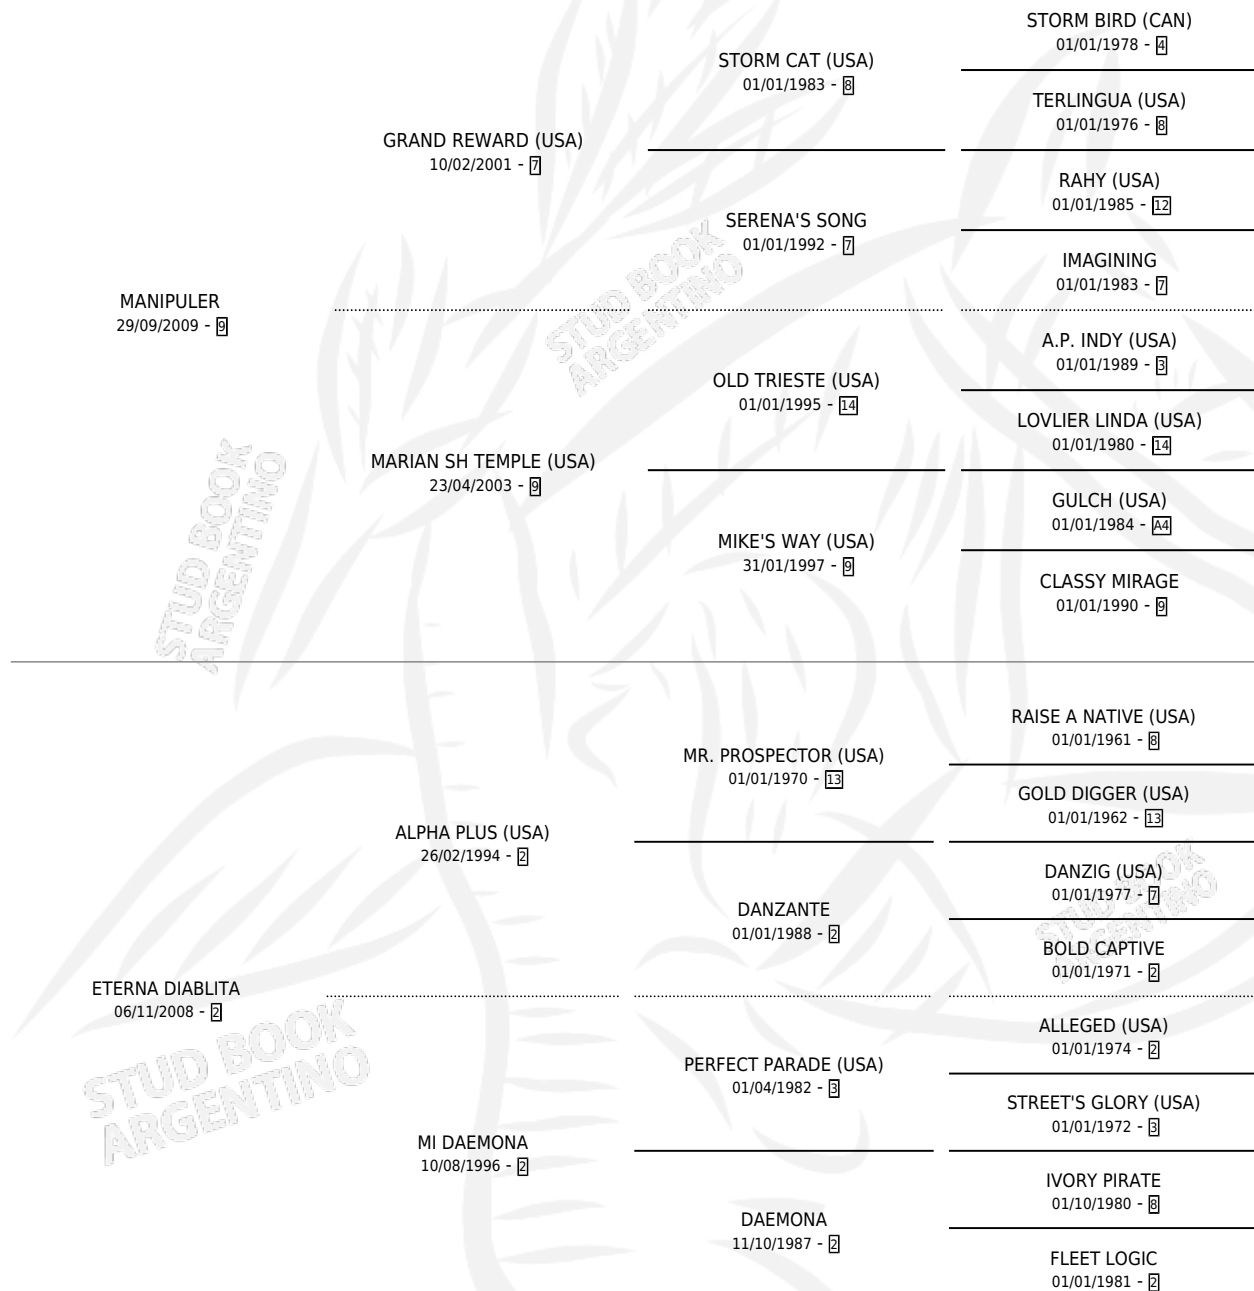 STORM BIRD (CAN)
01/01/1978 - 4
STORM CAT (USA)
01/01/1983 - 8
TERLINGUA (USA)
01/01/1976 - 8
GRAND REWARD (USA)
10/02/2001 - 7
RAHY (USA)
01/01/1985 - 12
SERENA'S SONG
01/01/1992 - 7
IMAGINING
01/01/1983 - 7
MANIPULER
29/09/2009 - 9
STUD BOOK
ARGENTINO
A.P. INDY (USA)
01/01/1989 - 3
OLD TRIESTE (USA)
01/01/1995 - 14
LOVLIER LINDA (USA)
01/01/1980 - 14
MARIAN SH TEMPLE (USA)
23/04/2003 - 9
GULCH (USA)
01/01/1984 - A4
MIKE'S WAY (USA)
31/01/1997 - 9
CLASSY MIRAGE
01/01/1990 - 9
STUD BOOK
ARGENTINO
RAISE A NATIVE (USA)
01/01/1961 - 8
MR. PROSPECTOR (USA)
01/01/1970 - 13
GOLD DIGGER (USA)
01/01/1962 - 13
ALPHA PLUS (USA)
26/02/1994 - 2
DANZIG (USA)
01/01/1977 - 7
STUD BOOK
ARGENTINO
DANZANTE
01/01/1988 - 2
BOLD CAPTIVE
01/01/1971 - 2
ETERNA DIABLITA
06/11/2008 - 2
STUD BOOK
ARGENTINO
ALLEGED (USA)
01/01/1974 - 2
PERFECT PARADE (USA)
01/04/1982 - 3
STREET'S GLORY (USA)
01/01/1972 - 3
MI DAEMONA
10/08/1996 - 2
IVORY PIRATE
01/10/1980 - 8
DAEMONA
11/10/1987 - 2
FLEET LOGIC
01/01/1981 - 2